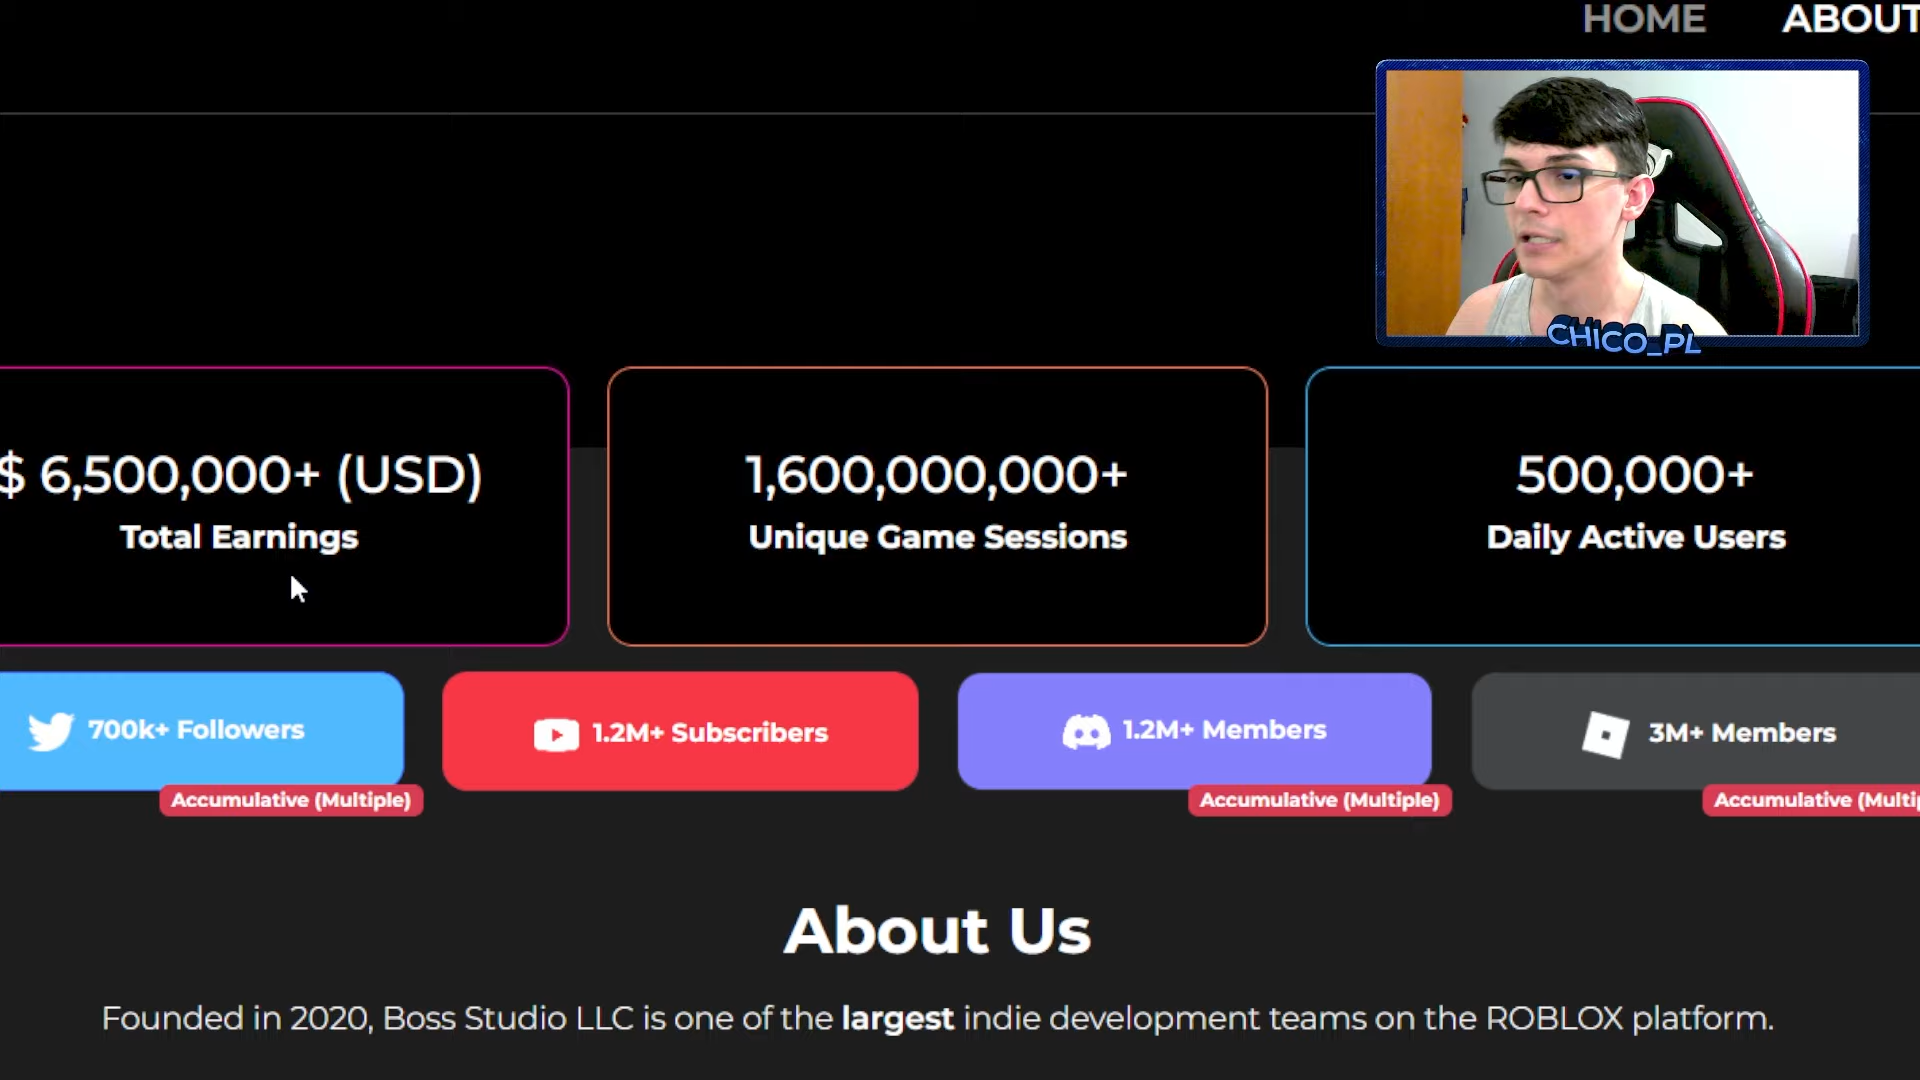 HOME ABOUT
CHICO_PL
$ 6,500,000+ (USD)
Total Earnings
1,600,000,000+
Unique Game Sessions
500,000+
Daily Active Users
700k+ Followers
Accumulative (Multiple)
1.2M+ Subscribers
1.2M+ Members
Accumulative (Multiple)
3M+ Members
Accumulative (Multip
About Us
Founded in 2020, Boss Studio LLC is one of the largest indie development teams on the ROBLOX platform.